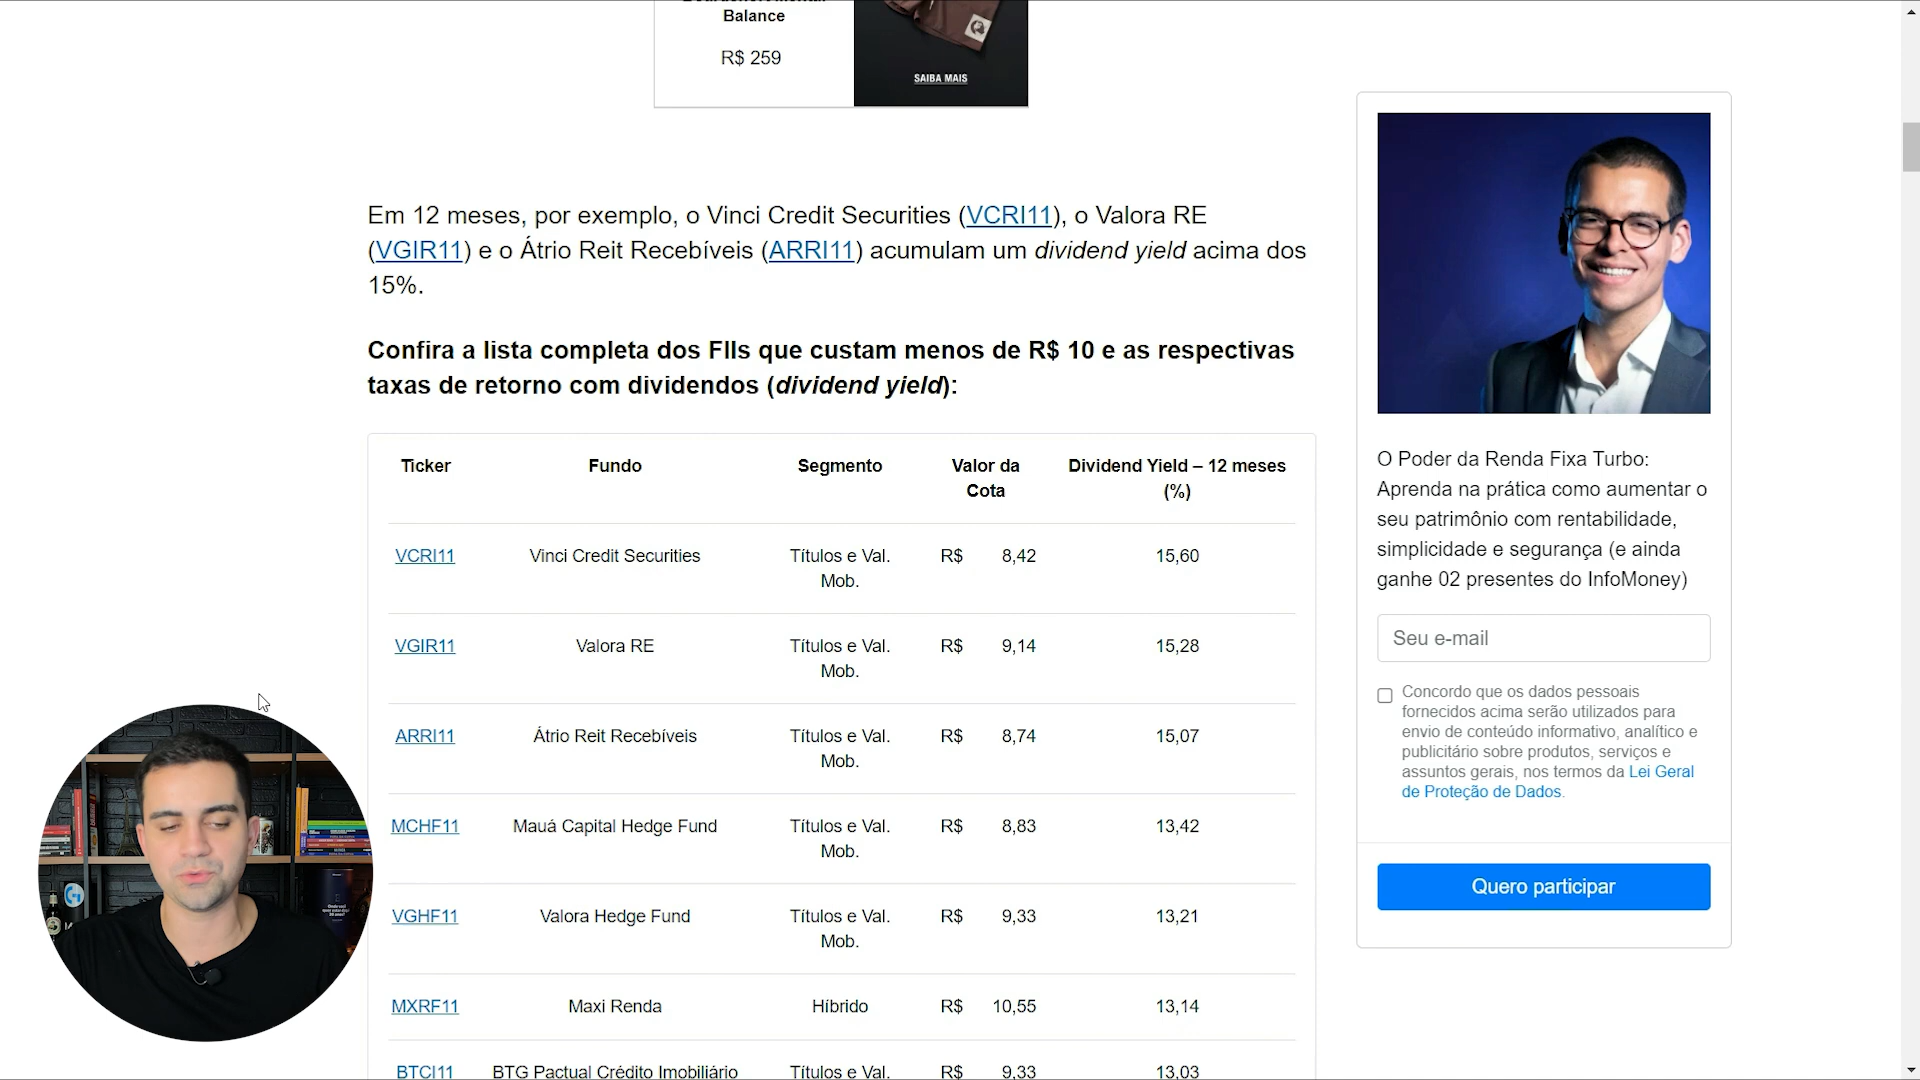 Balance
R$ 259
SAIBA MAIS
Em 12 meses, por exemplo, o Vinci Credit Securities (VCRI11), o Valora RE
(VGIR11) e o Átrio Reit Recebíveis (ARRI11) acumulam um dividend yield acima dos
15%.
Confira a lista completa dos FIIs que custam menos de R$ 10 e as respectivas
taxas de retorno com dividendos (dividend yield):
Ticker Fundo Segmento Valor da Cota Dividend Yield – 12 meses (%)
VCRI11 Vinci Credit Securities Títulos e Val. Mob. R$ 8,42 15,60
VGIR11 Valora RE Títulos e Val. Mob. R$ 9,14 15,28
ARRI11 Átrio Reit Recebíveis Títulos e Val. Mob. R$ 8,74 15,07
MCHF11 Mauá Capital Hedge Fund Títulos e Val. Mob. R$ 8,83 13,42
VGHF11 Valora Hedge Fund Títulos e Val. Mob. R$ 9,33 13,21
MXRF11 Maxi Renda Híbrido R$ 10,55 13,14
BTCI11 BTG Pactual Crédito Imobiliário Títulos e Val. R$ 9,33 13,03
O Poder da Renda Fixa Turbo:
Aprenda na prática como aumentar o
seu patrimônio com rentabilidade,
simplicidade e segurança (e ainda
ganhe 02 presentes do InfoMoney)
Seu e-mail
Concordo que os dados pessoais
fornecidos acima serão utilizados para
envio de conteúdo informativo, analítico e
publicitário sobre produtos, serviços e
assuntos gerais, nos termos da Lei Geral
de Proteção de Dados.
Quero participar